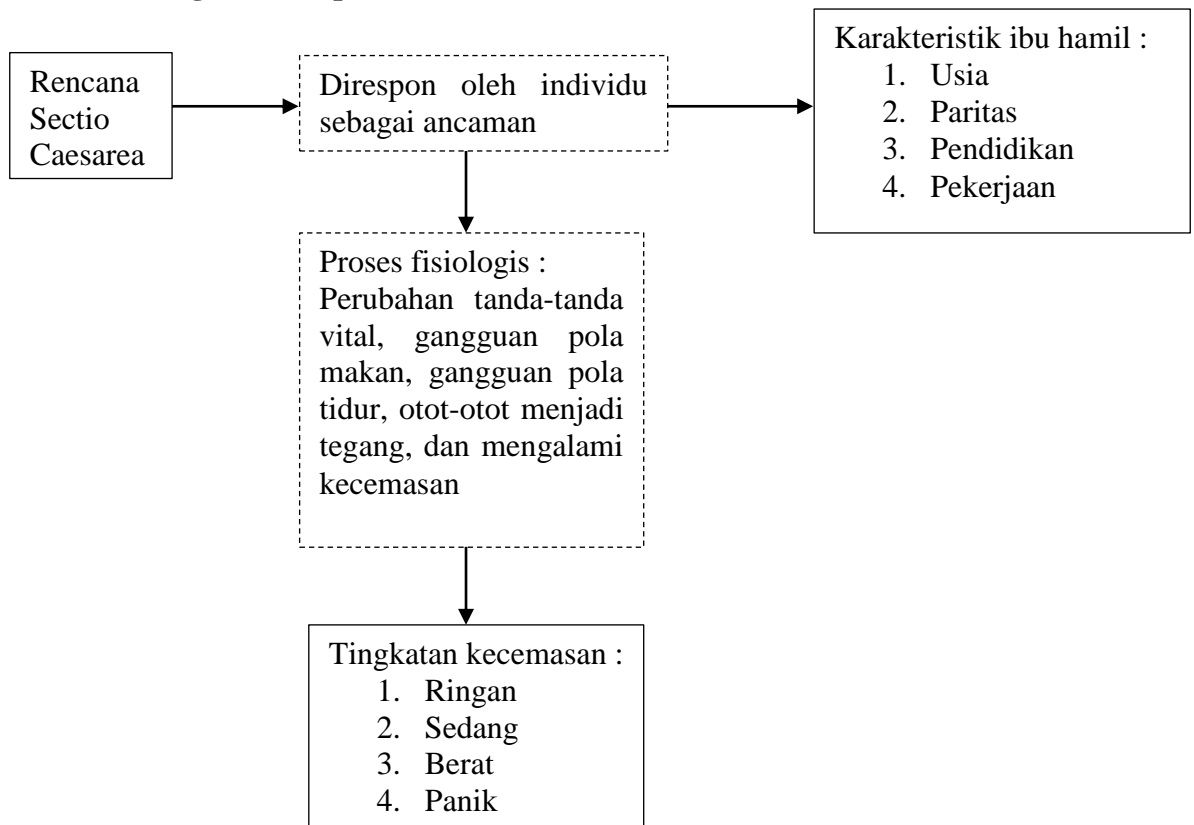 Rencana
Sectio
Caesarea
Direspon oleh individu
sebagai ancaman
Karakteristik ibu hamil :
1. Usia
2. Paritas
3. Pendidikan
4. Pekerjaan
Proses fisiologis :
Perubahan tanda-tanda
vital, gangguan pola
makan, gangguan pola
tidur, otot-otot menjadi
tegang, dan mengalami
kecemasan
Tingkatan kecemasan :
1. Ringan
2. Sedang
3. Berat
4. Panik